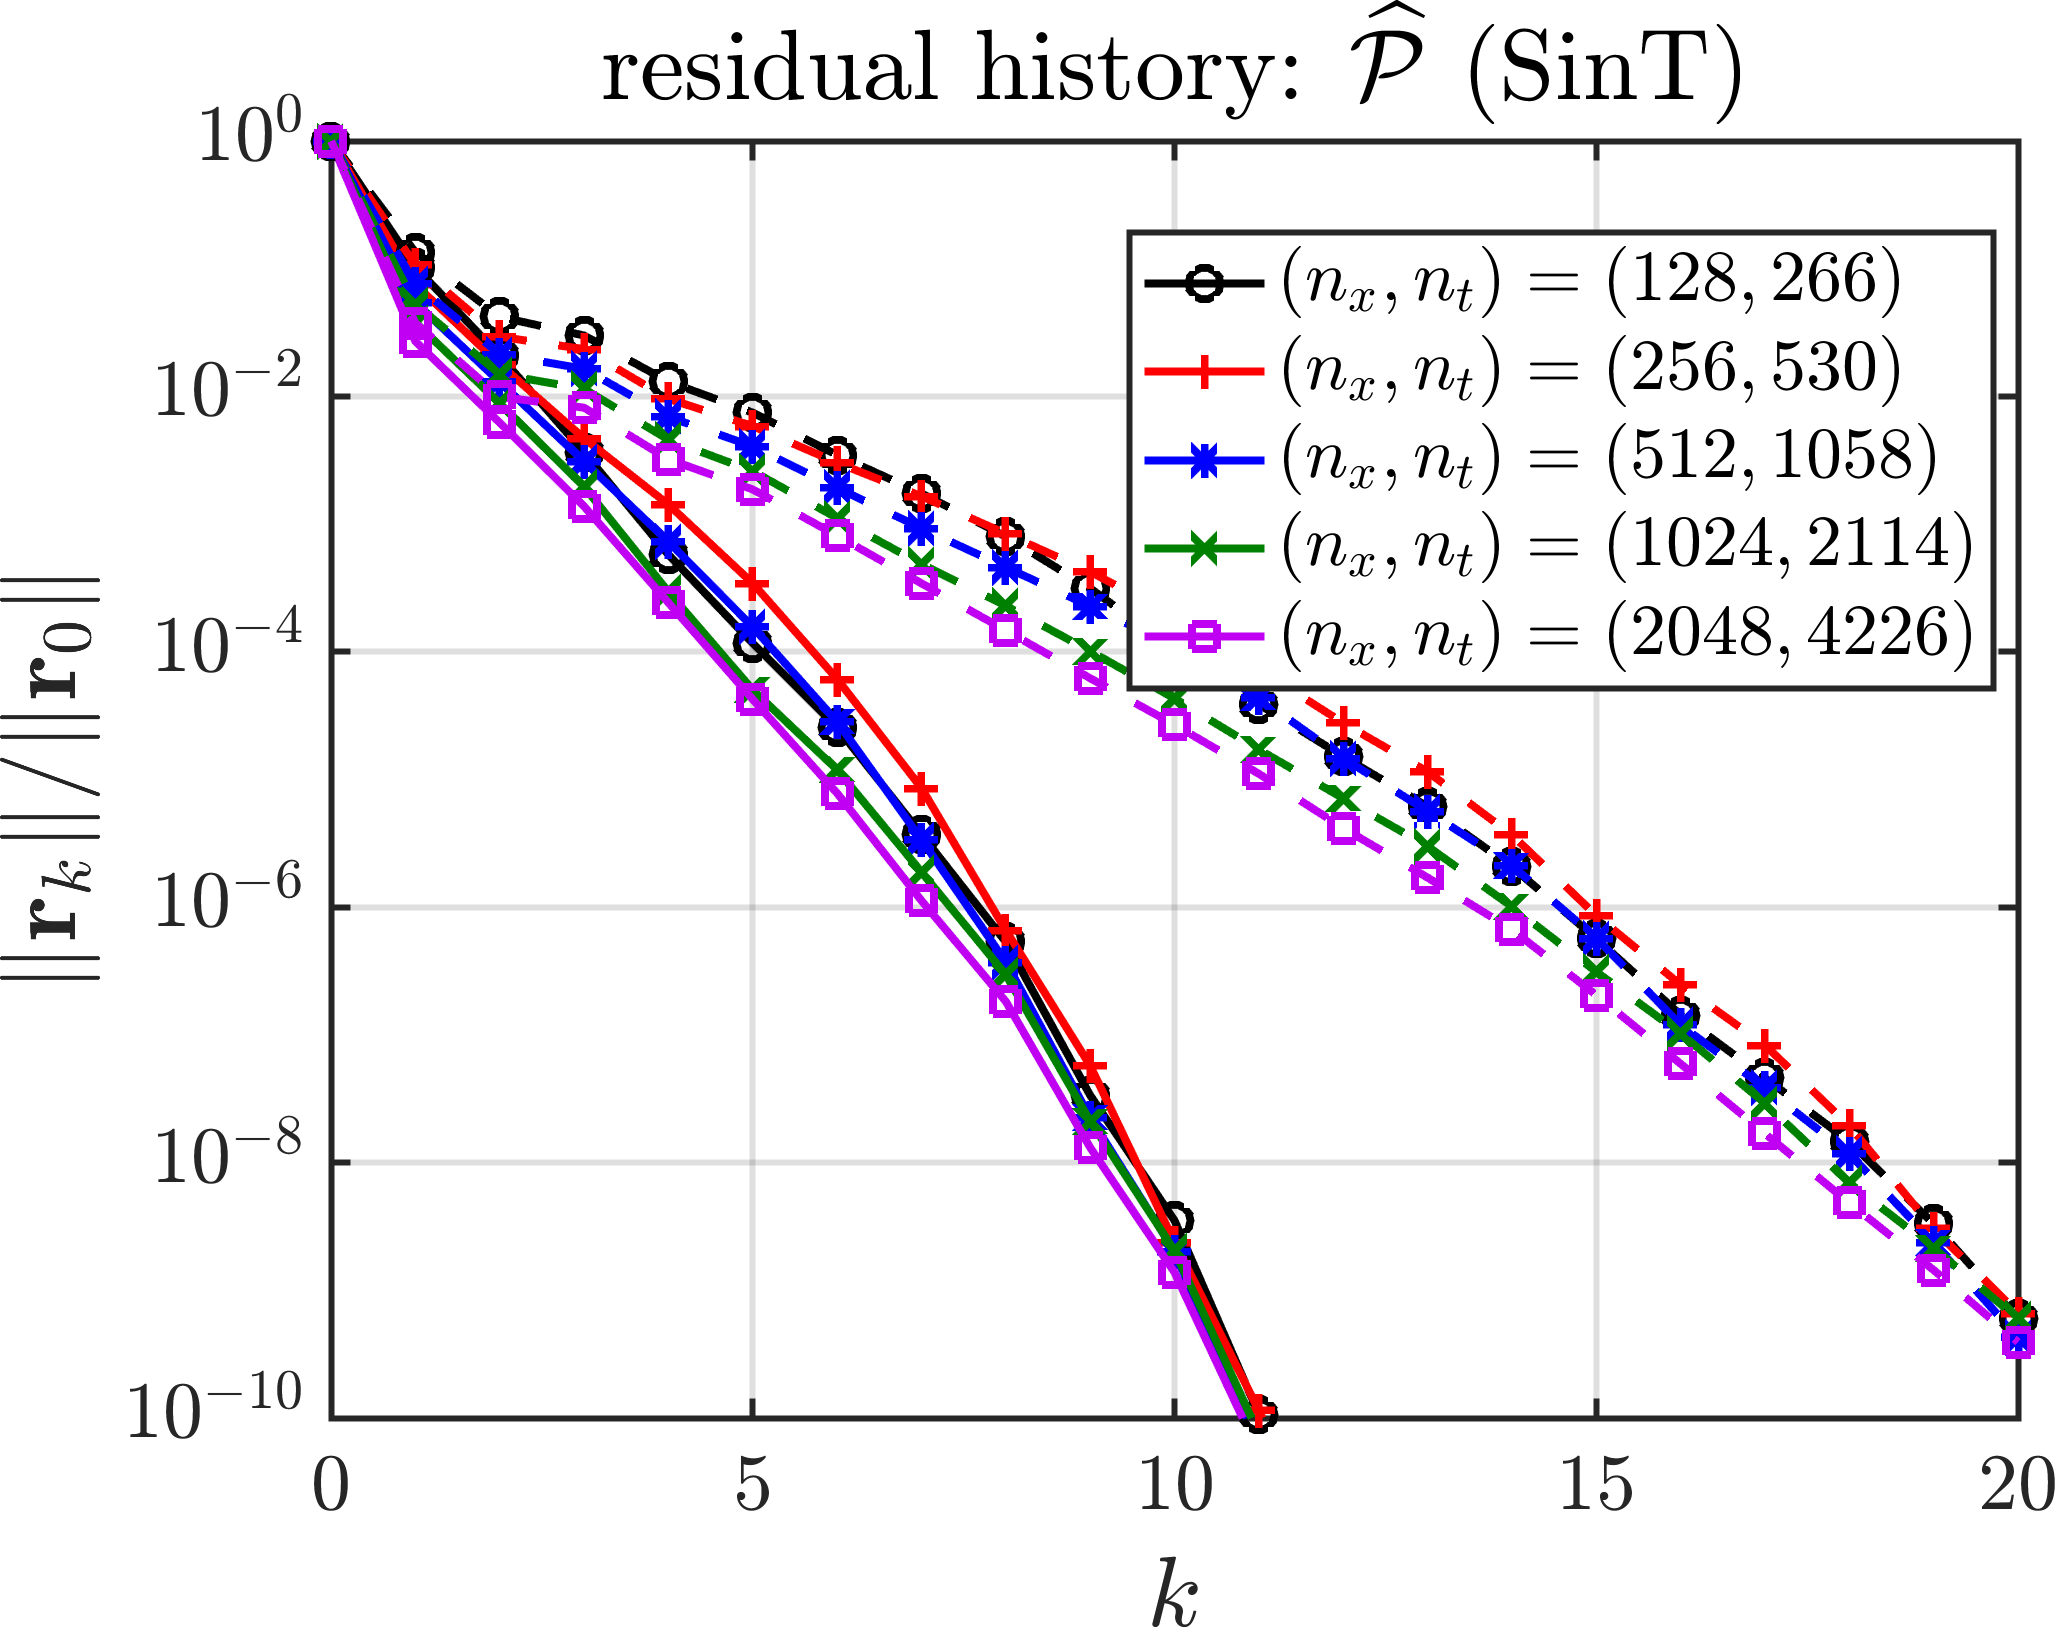 residual history: $\widehat{\mathcal{P}}$ (SinT)
$\|\mathbf{r}_k\|/\|\mathbf{r}_0\|$
$10^{0}$
$10^{-2}$
$10^{-4}$
$10^{-6}$
$10^{-8}$
$10^{-10}$
$(n_x, n_t) = (128, 266)$
$(n_x, n_t) = (256, 530)$
$(n_x, n_t) = (512, 1058)$
$(n_x, n_t) = (1024, 2114)$
$(n_x, n_t) = (2048, 4226)$
0 5 10 15 20
$k$